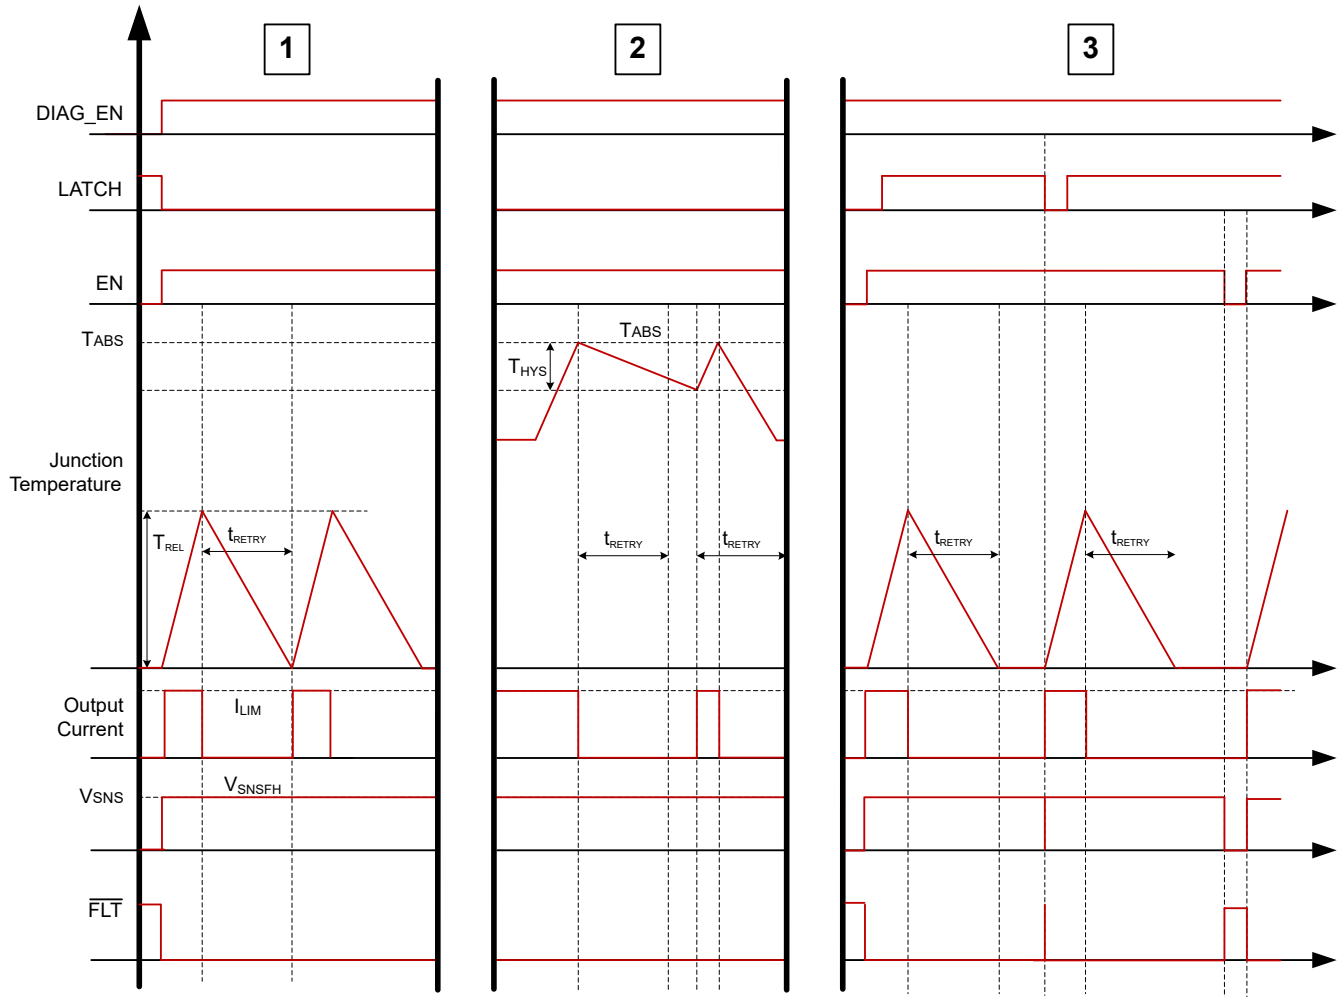 1
2
3
DIAG_EN
LATCH
EN
TABS
TABS
THYS
Junction
Temperature
TREL
tRETRY
tRETRY
tRETRY
tRETRY
tRETRY
Output
Current
ILIM
VSNS
VSNSFH
FLT